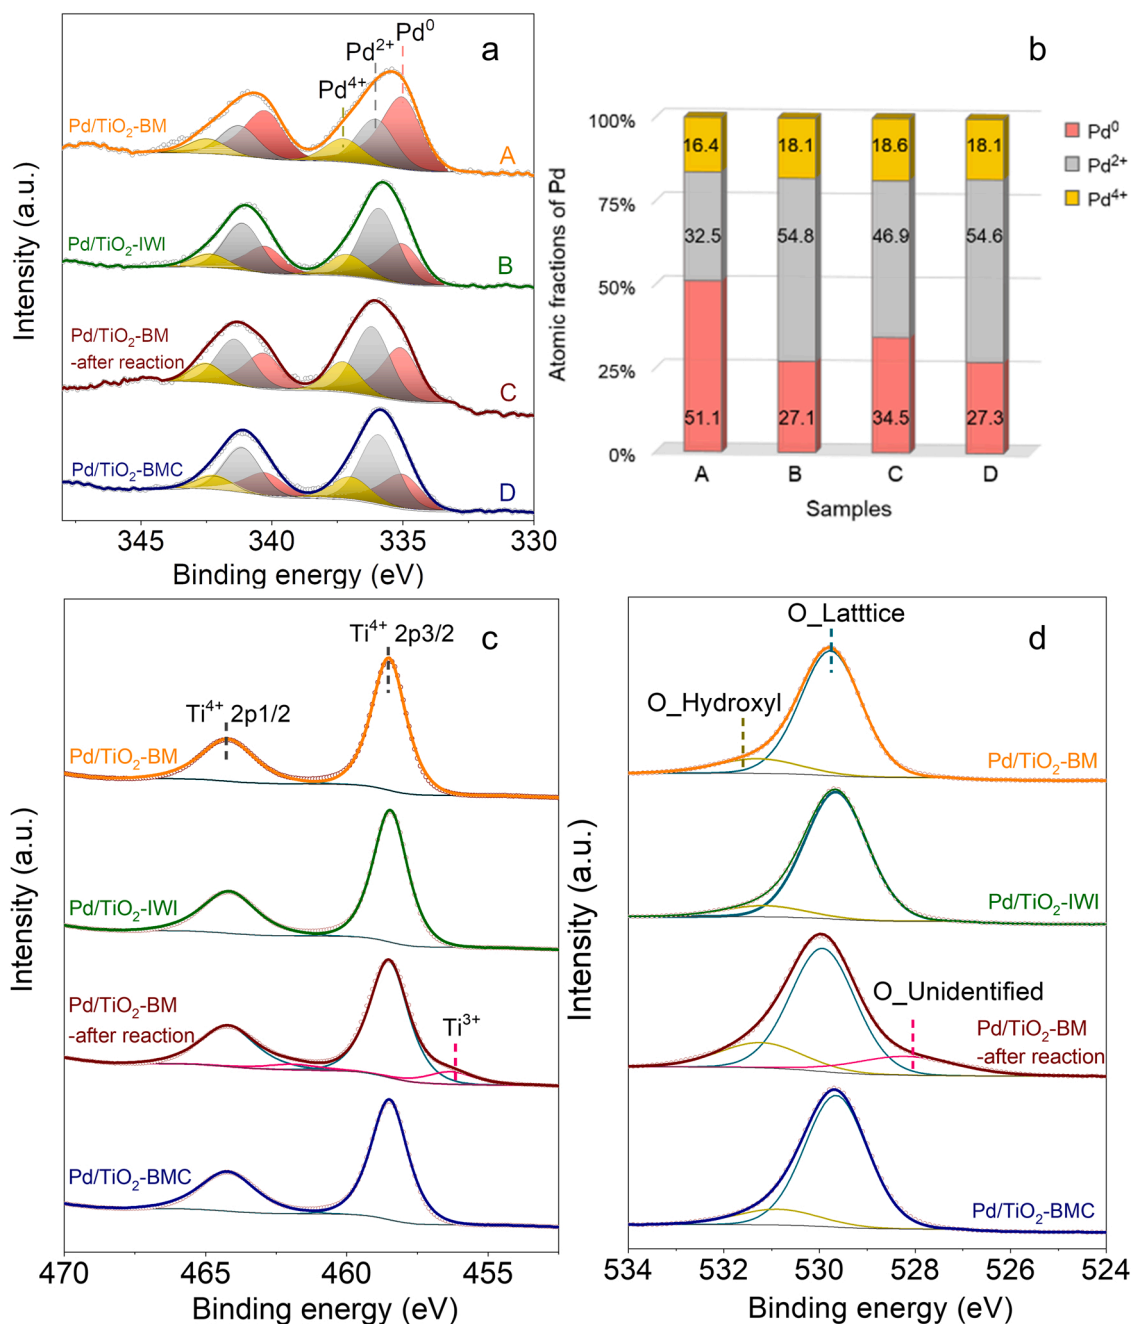 a
Pd⁰
Pd²⁺
Pd⁴⁺
Pd/TiO₂-BM
A
Pd/TiO₂-IWI
B
Pd/TiO₂-BM
-after reaction
C
Pd/TiO₂-BMC
D
Intensity (a.u.)
345 340 335 330
Binding energy (eV)
b
100%
75%
50%
25%
0%
Atomic fractions of Pd
16.4 18.1 18.6 18.1
32.5 54.8 46.9 54.6
51.1 27.1 34.5 27.3
A B C D
Samples
Pd⁰
Pd²⁺
Pd⁴⁺
c
Ti⁴⁺ 2p3/2
Ti⁴⁺ 2p1/2
Pd/TiO₂-BM
Pd/TiO₂-IWI
Pd/TiO₂-BM
-after reaction
Ti³⁺
Pd/TiO₂-BMC
Intensity (a.u.)
470 465 460 455
Binding energy (eV)
d
O_Latttice
O_Hydroxyl
Pd/TiO₂-BM
Pd/TiO₂-IWI
O_Unidentified
Pd/TiO₂-BM
-after reaction
Pd/TiO₂-BMC
Intensity (a.u.)
534 532 530 528 526 524
Binding energy (eV)